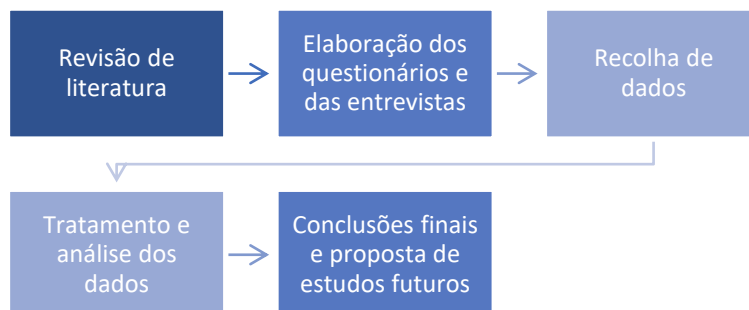 Revisão de
literatura
Elaboração dos
questionários e
das entrevistas
Recolha de
dados
Tratamento e
análise dos
dados
Conclusões finais
e proposta de
estudos futuros